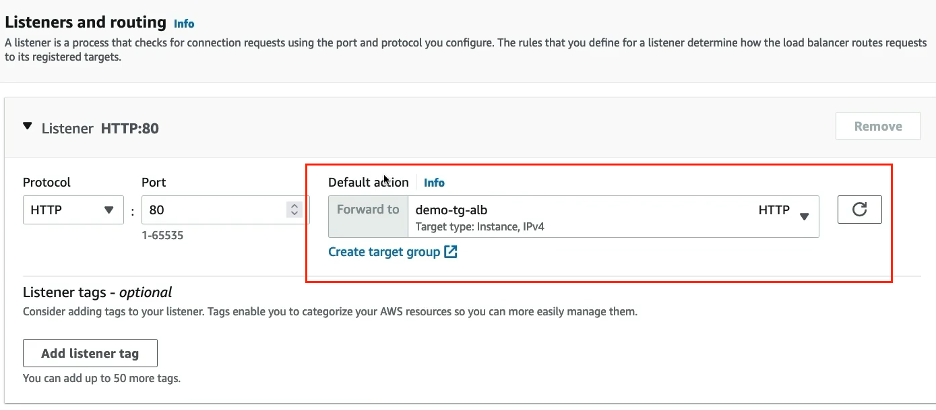 Listeners and routing Info
A listener is a process that checks for connection requests using the port and protocol you configure. The rules that you define for a listener determine how the load balancer routes requests
to its registered targets.
Listener HTTP:80
Remove
Protocol Port Default action Info
HTTP : 80 Forward to demo-tg-alb HTTP
Target type: Instance, IPv4
1-65535
Create target group
Listener tags - optional
Consider adding tags to your listener. Tags enable you to categorize your AWS resources so you can more easily manage them.
Add listener tag
You can add up to 50 more tags.